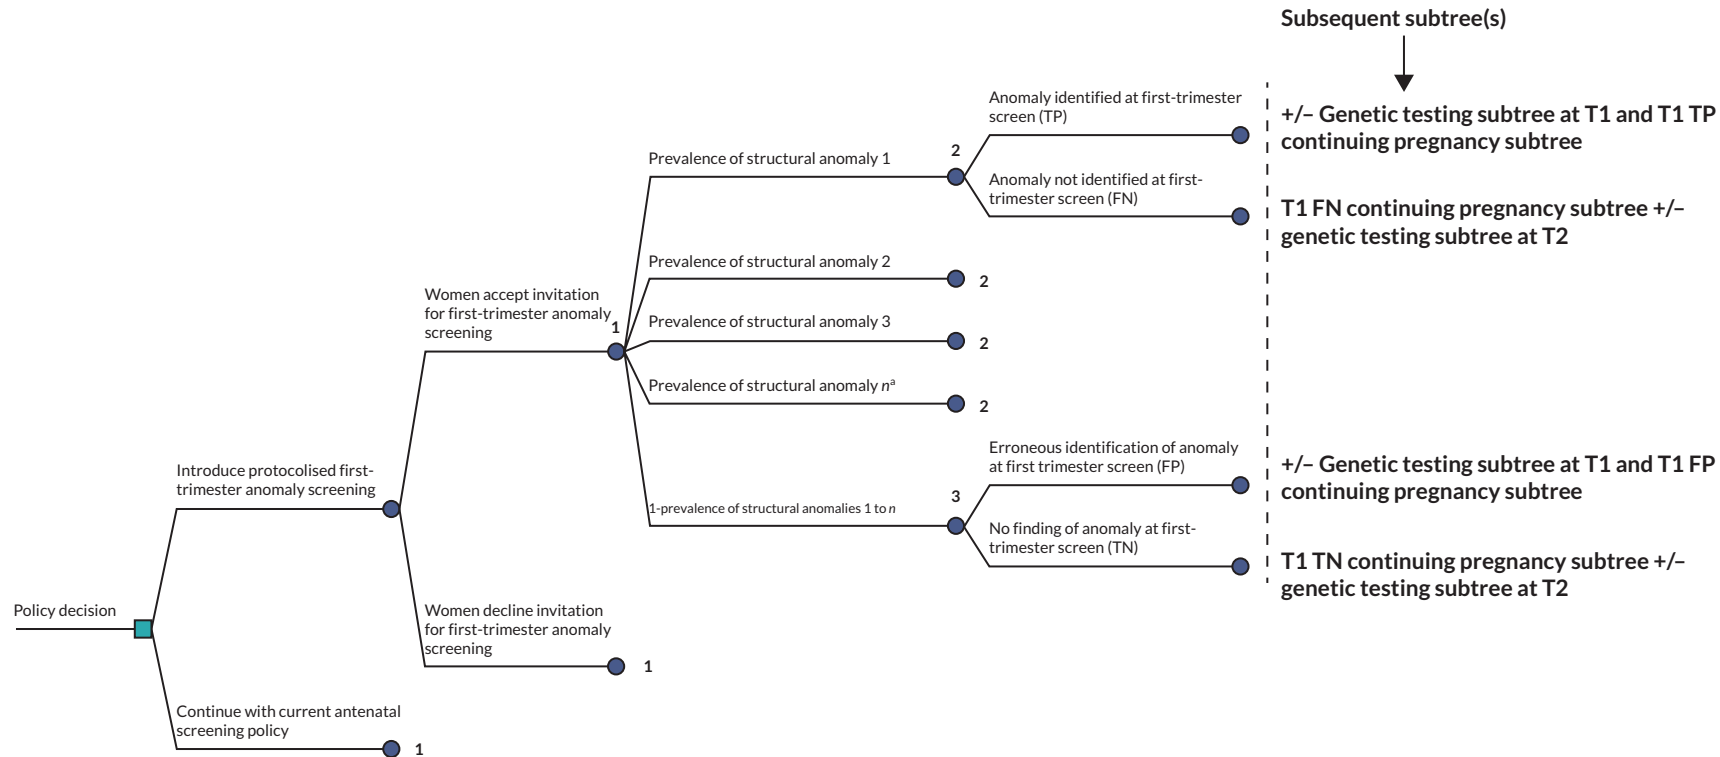 Subsequent subtree(s)
Anomaly identified at first-trimester
screen (TP)
+/– Genetic testing subtree at T1 and T1 TP
continuing pregnancy subtree
2
Prevalence of structural anomaly 1
Anomaly not identified at first-
trimester screen (FN)
T1 FN continuing pregnancy subtree +/–
genetic testing subtree at T2
Prevalence of structural anomaly 2
2
Women accept invitation
for first-trimester anomaly
screening
1
Prevalence of structural anomaly 3
2
Prevalence of structural anomaly nᵃ
2
Erroneous identification of anomaly
at first trimester screen (FP)
+/– Genetic testing subtree at T1 and T1 FP
continuing pregnancy subtree
Introduce protocolised first-
trimester anomaly screening
3
1-prevalence of structural anomalies 1 to n
No finding of anomaly at first-
trimester screen (TN)
T1 TN continuing pregnancy subtree +/–
genetic testing subtree at T2
Policy decision
Women decline invitation
for first-trimester anomaly
screening
1
Continue with current antenatal
screening policy
1